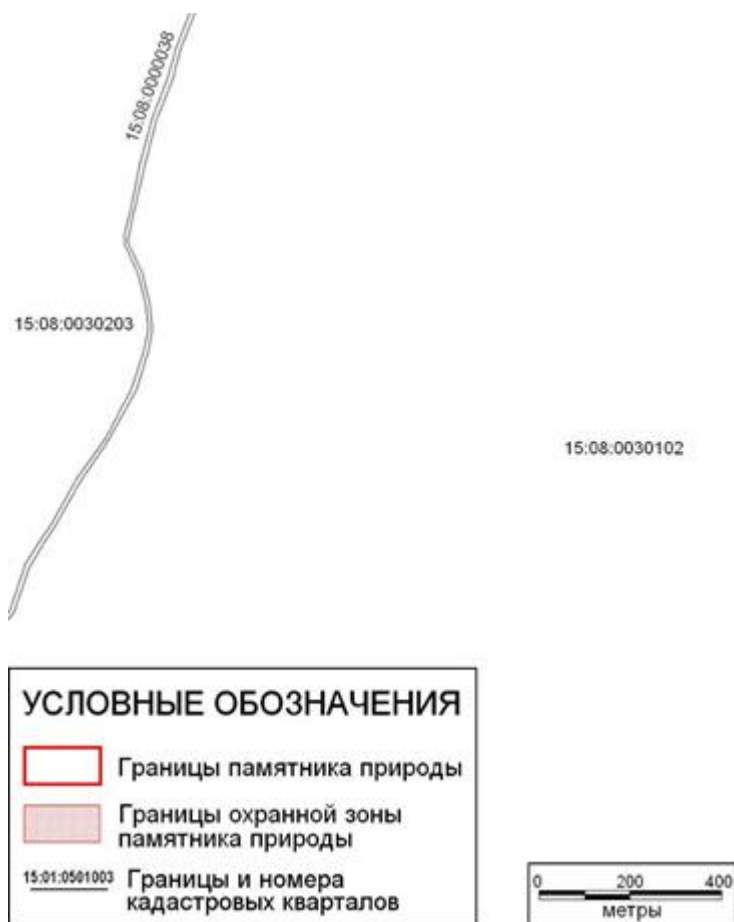 15:08:0000038
15:08:0030203
15:08:0030102
УСЛОВНЫЕ ОБОЗНАЧЕНИЯ
Границы памятника природы
Границы охранной зоны
памятника природы
15:01:0501003 Границы и номера
кадастровых кварталов
0 200 400
метры